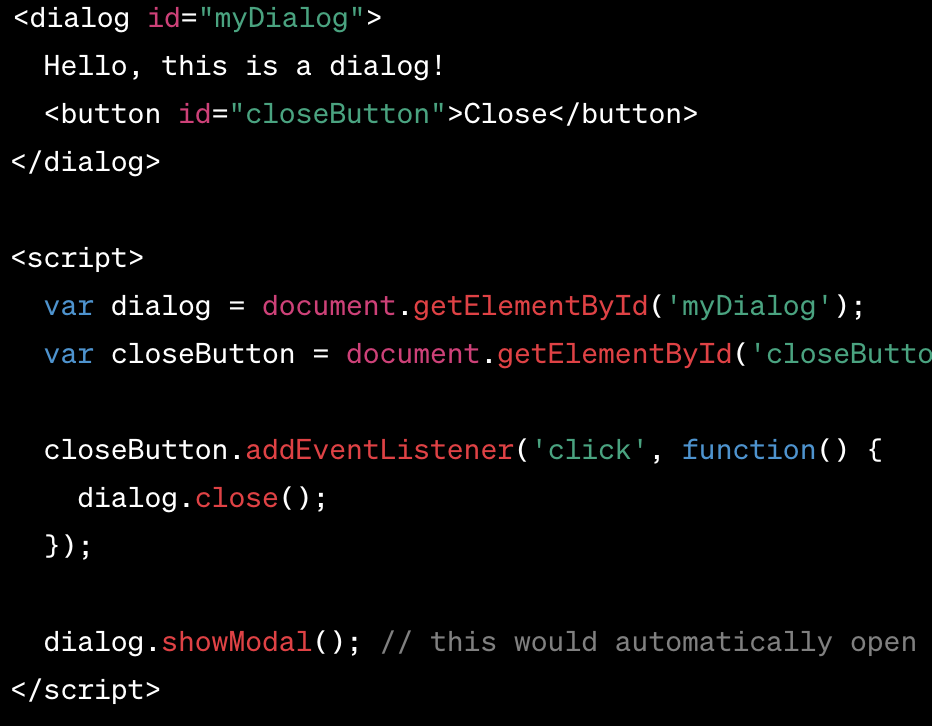 <dialog id="myDialog">
  Hello, this is a dialog!
  <button id="closeButton">Close</button>
</dialog>

<script>
  var dialog = document.getElementById('myDialog');
  var closeButton = document.getElementById('closeButto

  closeButton.addEventListener('click', function() {
    dialog.close();
  });

  dialog.showModal(); // this would automatically open
</script>